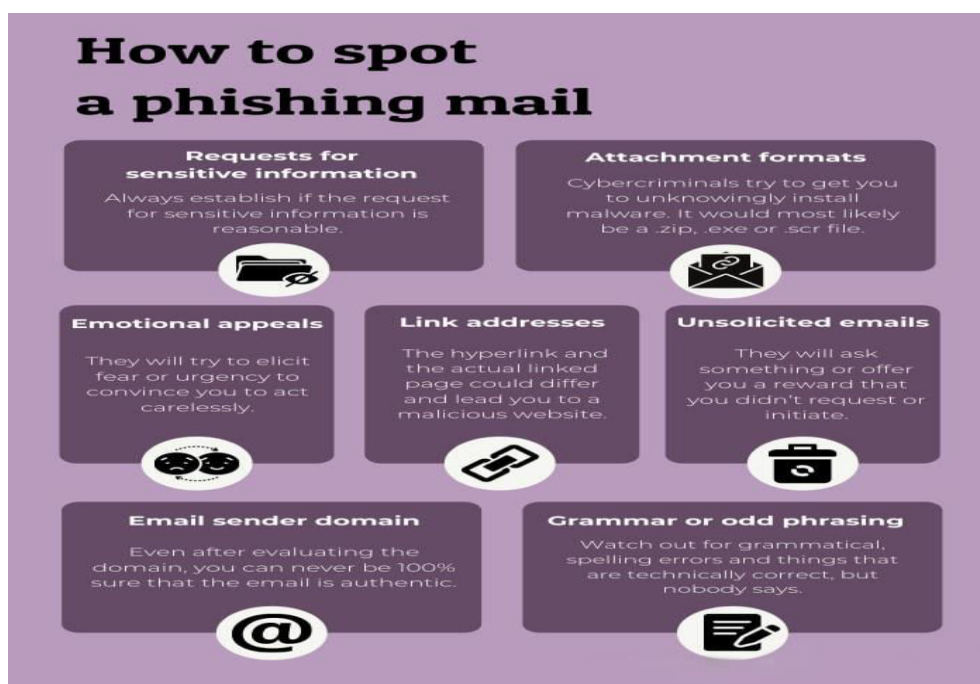 How to spot
a phishing mail
Requests for
sensitive information
Always establish if the request
for sensitive information is
reasonable.
Attachment formats
Cybercriminals try to get you
to unknowingly install
malware. It would most likely
be a .zip, .exe or .scr file.
Emotional appeals
They will try to elicit
fear or urgency to
convince you to act
carelessly.
Link addresses
The hyperlink and
the actual linked
page could differ
and lead you to a
malicious website.
Unsolicited emails
They will ask
something or offer
you a reward that
you didn't request or
initiate.
Email sender domain
Even after evaluating the
domain, you can never be 100%
sure that the email is authentic.
@
Grammar or odd phrasing
Watch out for grammatical,
spelling errors and things that
are technically correct, but
nobody says.